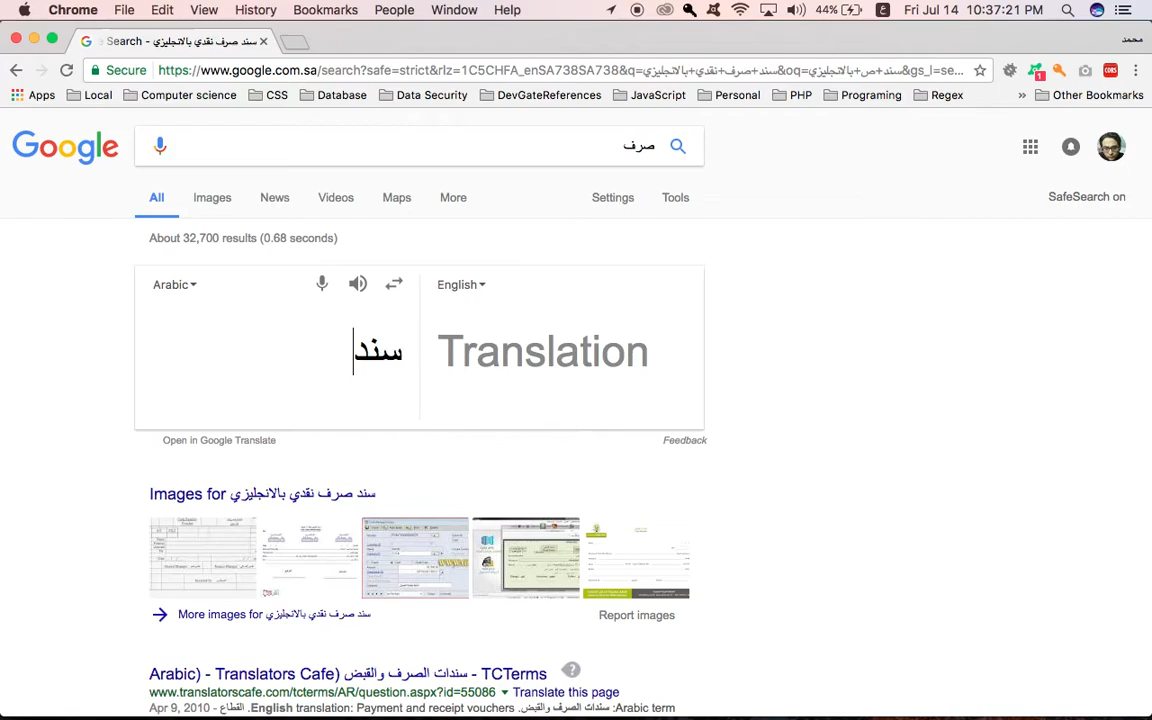 Chrome File Edit View History Bookmarks People Window Help 44% Fri Jul 14 10:37:21 PM
سند صرف نقدي بالانجليزي - Search
محمد
Secure https://www.google.com.sa/search?safe=strict&rlz=1C5CHFA_enSA738SA738&q=سند+صرف+نقدي+بالانجليزي&oq=سند+ص+بالانجليزي&gs_l=se...
Apps Local Computer science CSS Database Data Security DevGateReferences JavaScript Personal PHP Programing Regex » Other Bookmarks
Google صرف
All Images News Videos Maps More Settings Tools SafeSearch on
About 32,700 results (0.68 seconds)
Arabic English
سند Translation
Open in Google Translate Feedback
Images for سند صرف نقدي بالانجليزي
More images for سند صرف نقدي بالانجليزي Report images
Arabic) - Translators Cafe) سندات الصرف والقبض - TCTerms
www.translatorscafe.com/tcterms/AR/question.aspx?id=55086 Translate this page
Apr 9, 2010 - القطاع. English translation: Payment and receipt vouchers. سندات الصرف والقبض :Arabic term